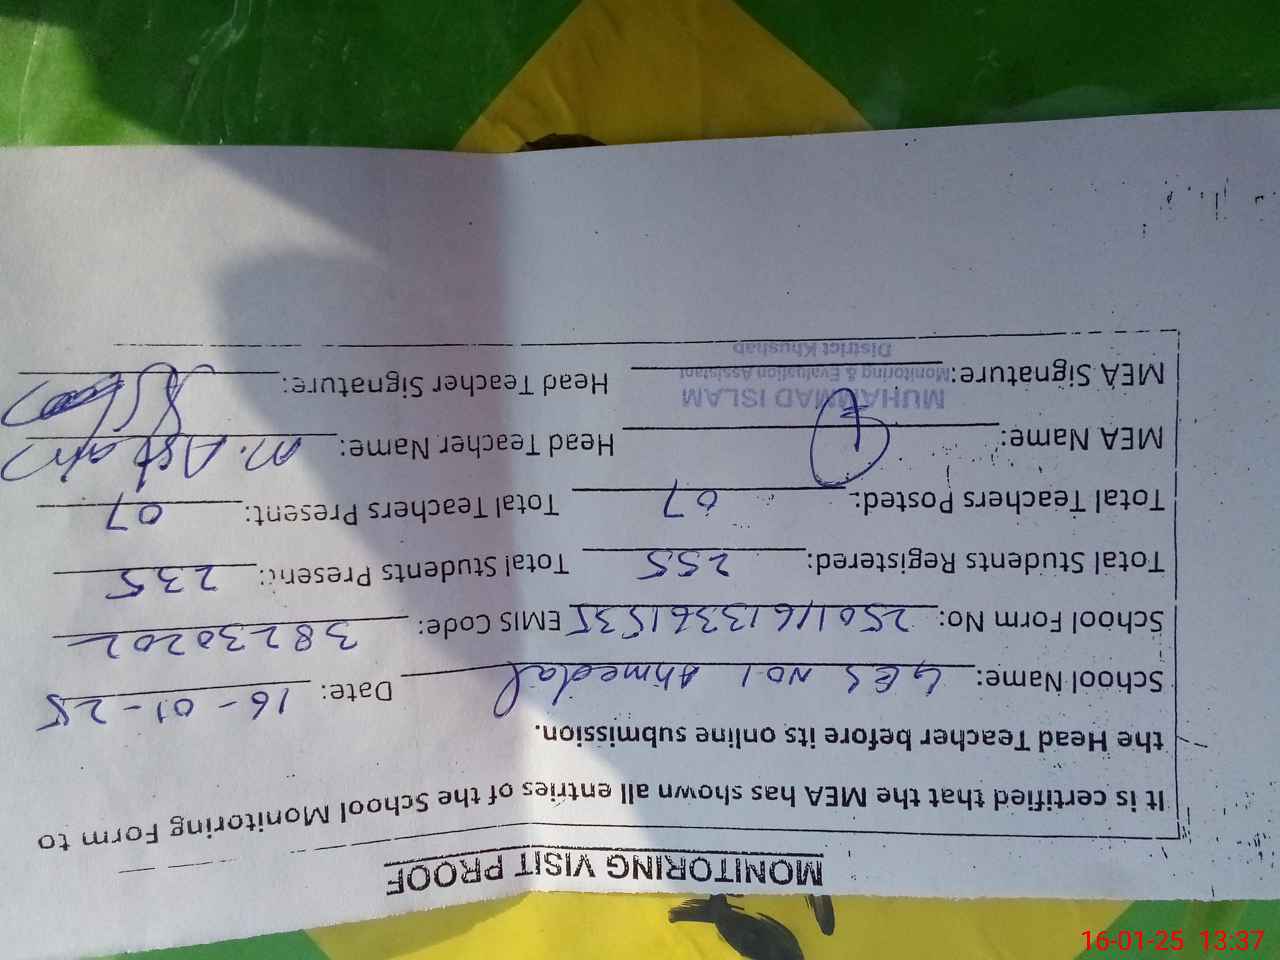 MONITORING VISIT PROOF
It is certified that the MEA has shown all entries of the School Monitoring Form to
the Head Teacher before its online submission.
School Name: GES NO.1 Ahmedal Date: 16-01-25
School Form No: 25011613361535 EMIS Code: 38230202
Total Students Registered: 255 Total Students Present: 235
Total Teachers Posted: 07 Total Teachers Present: 07
MEA Name: Head Teacher Name: M.
MUHAMMAD ISLAM
Monitoring & Evaluation Assistant
District Khushab
MEA Signature: Head Teacher Signature:
16-01-25 13:37